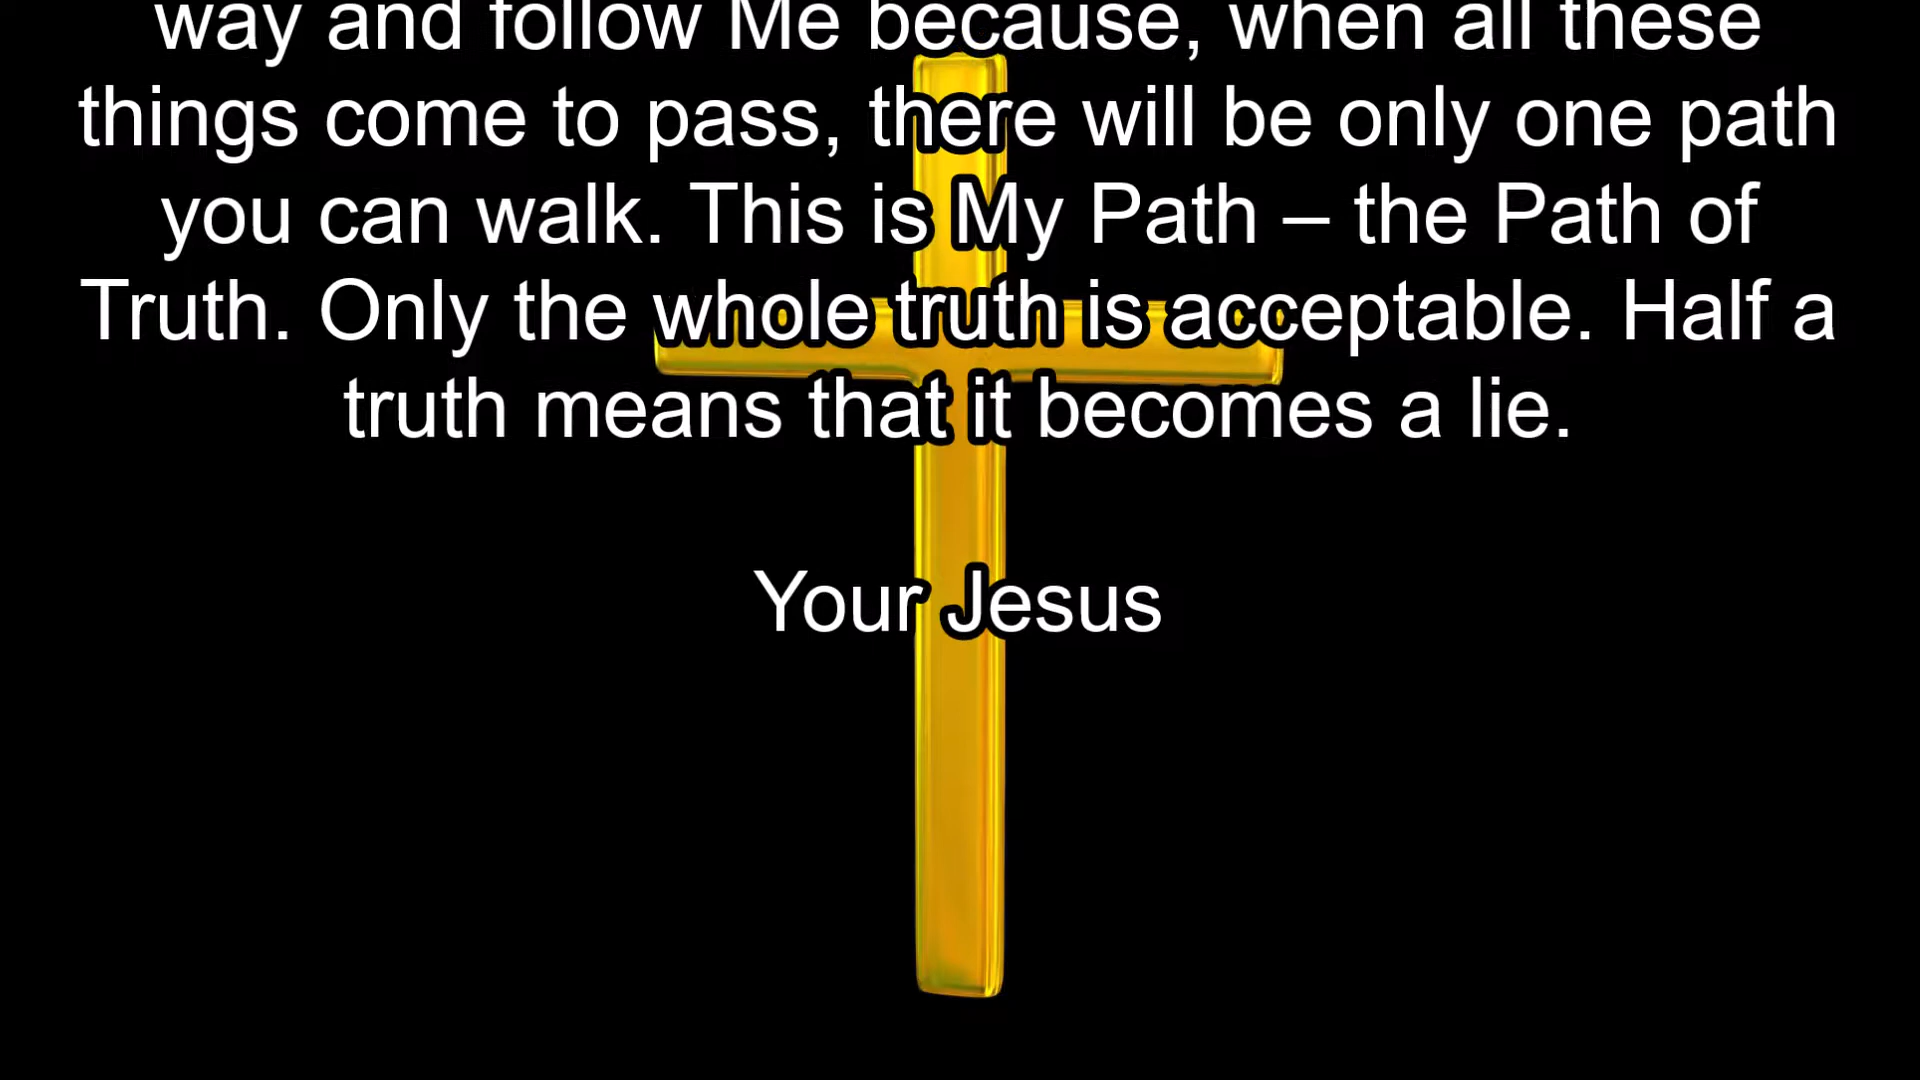 way and follow Me because, when all these
things come to pass, there will be only one path
you can walk. This is My Path – the Path of
Truth. Only the whole truth is acceptable. Half a
truth means that it becomes a lie.
Your Jesus